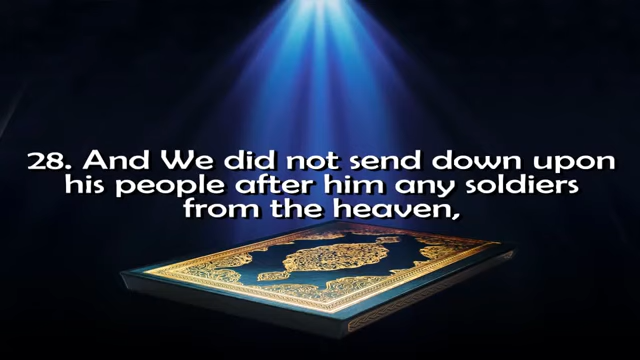 28. And We did not send down upon
his people after him any soldiers
from the heaven,